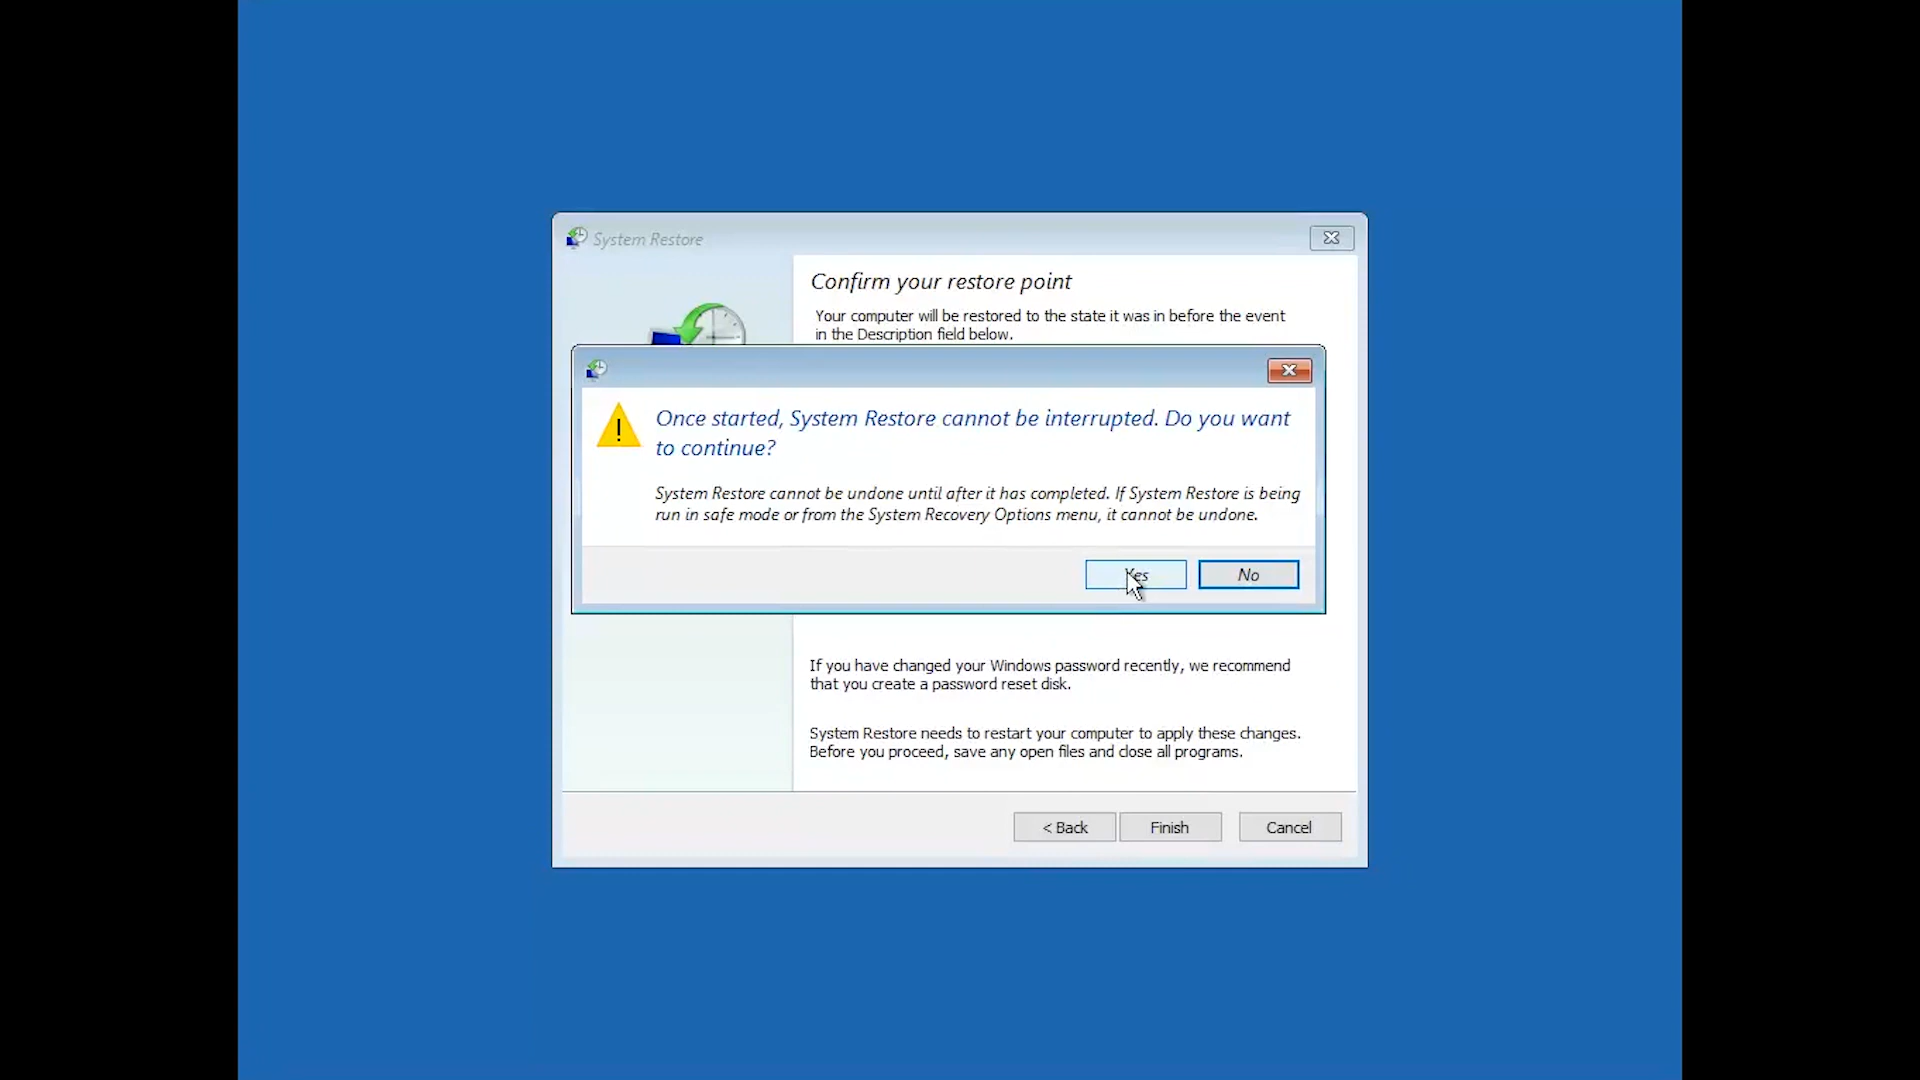 System Restore
Confirm your restore point
Your computer will be restored to the state it was in before the event
in the Description field below.
Once started, System Restore cannot be interrupted. Do you want
to continue?
System Restore cannot be undone until after it has completed. If System Restore is being
run in safe mode or from the System Recovery Options menu, it cannot be undone.
Yes
No
If you have changed your Windows password recently, we recommend
that you create a password reset disk.
System Restore needs to restart your computer to apply these changes.
Before you proceed, save any open files and close all programs.
< Back
Finish
Cancel